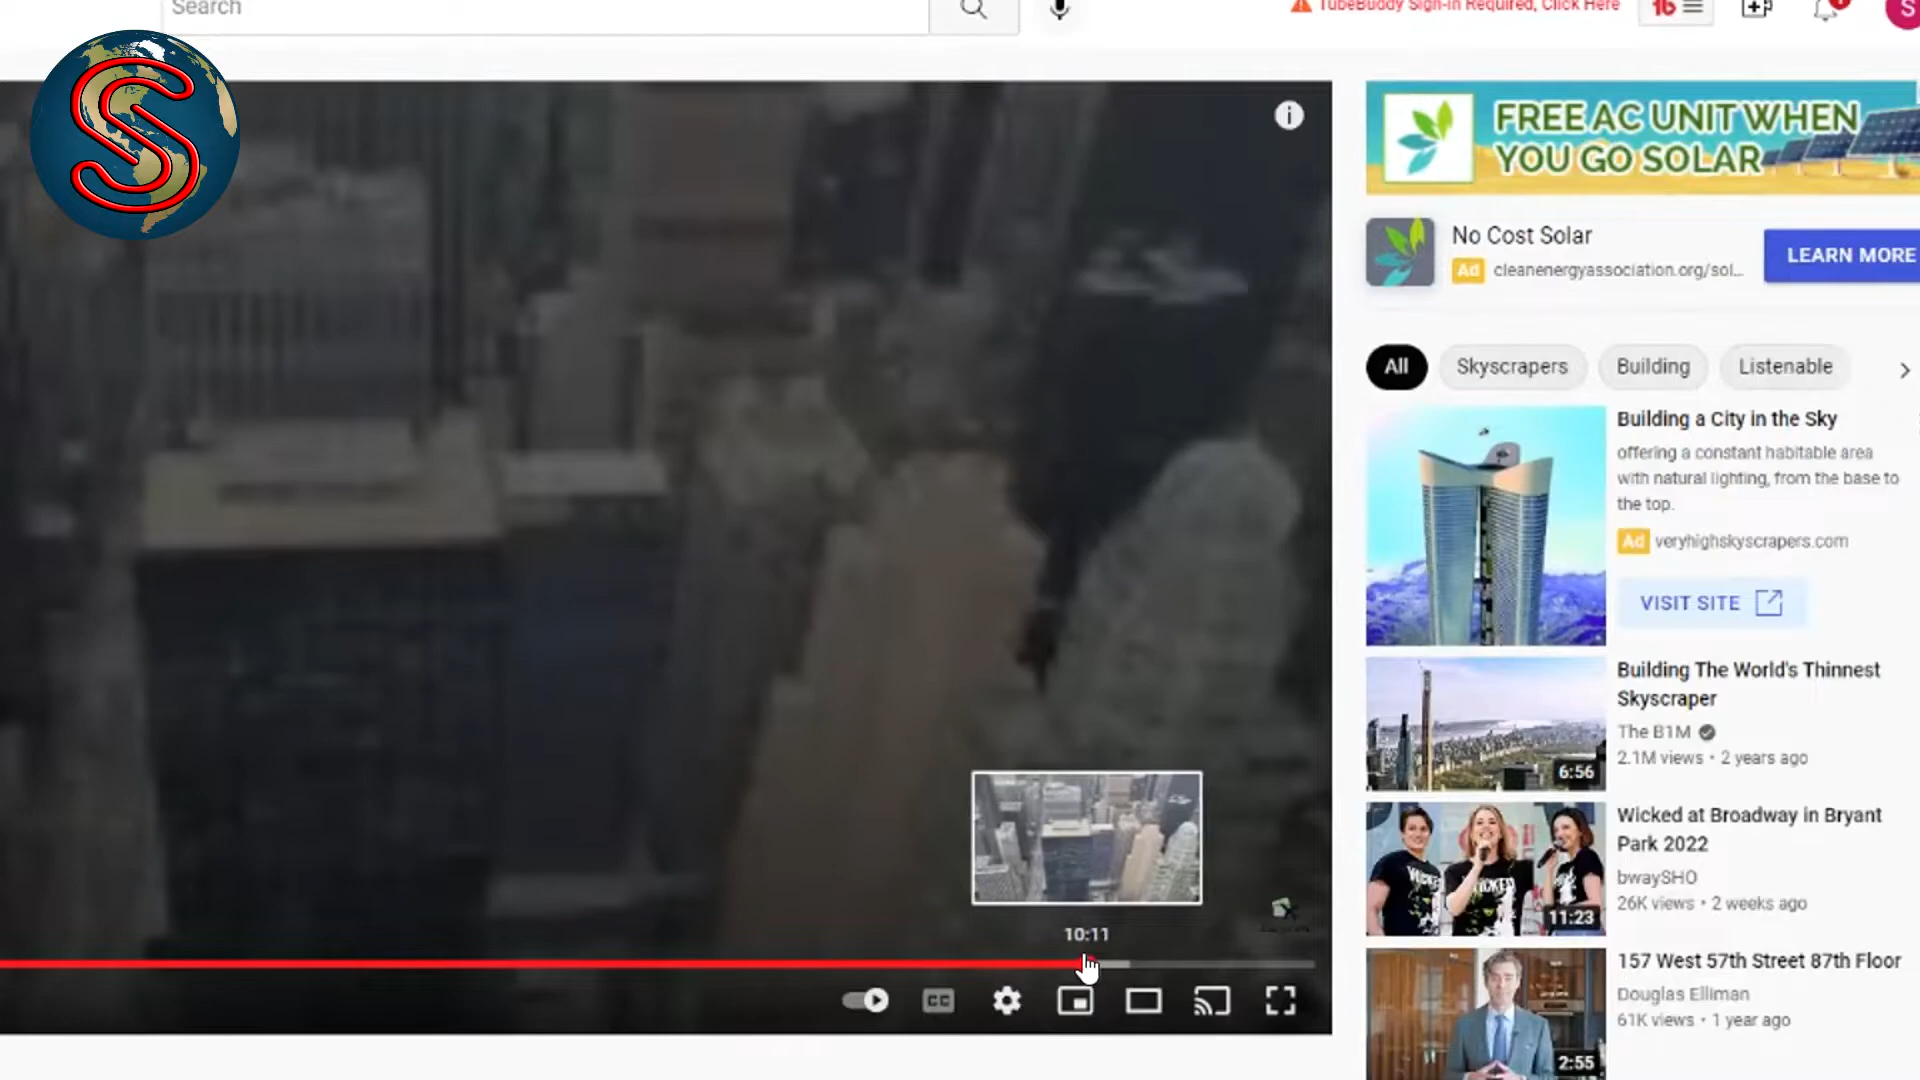 Search
TubeBuddy Sign-in Required, Click Here
S
S
FREE AC UNIT WHEN
YOU GO SOLAR
No Cost Solar
Ad cleanenergyassociation.org/sol...
LEARN MORE
All
Skyscrapers
Building
Listenable
Building a City in the Sky
offering a constant habitable area
with natural lighting, from the base to
the top.
Ad veryhighskyscrapers.com
VISIT SITE
Building The World's Thinnest
Skyscraper
The B1M
2.1M views • 2 years ago
6:56
Wicked at Broadway in Bryant
Park 2022
bwaySHO
26K views • 2 weeks ago
11:23
157 West 57th Street 87th Floor
Douglas Elliman
61K views • 1 year ago
2:55
10:11
CC